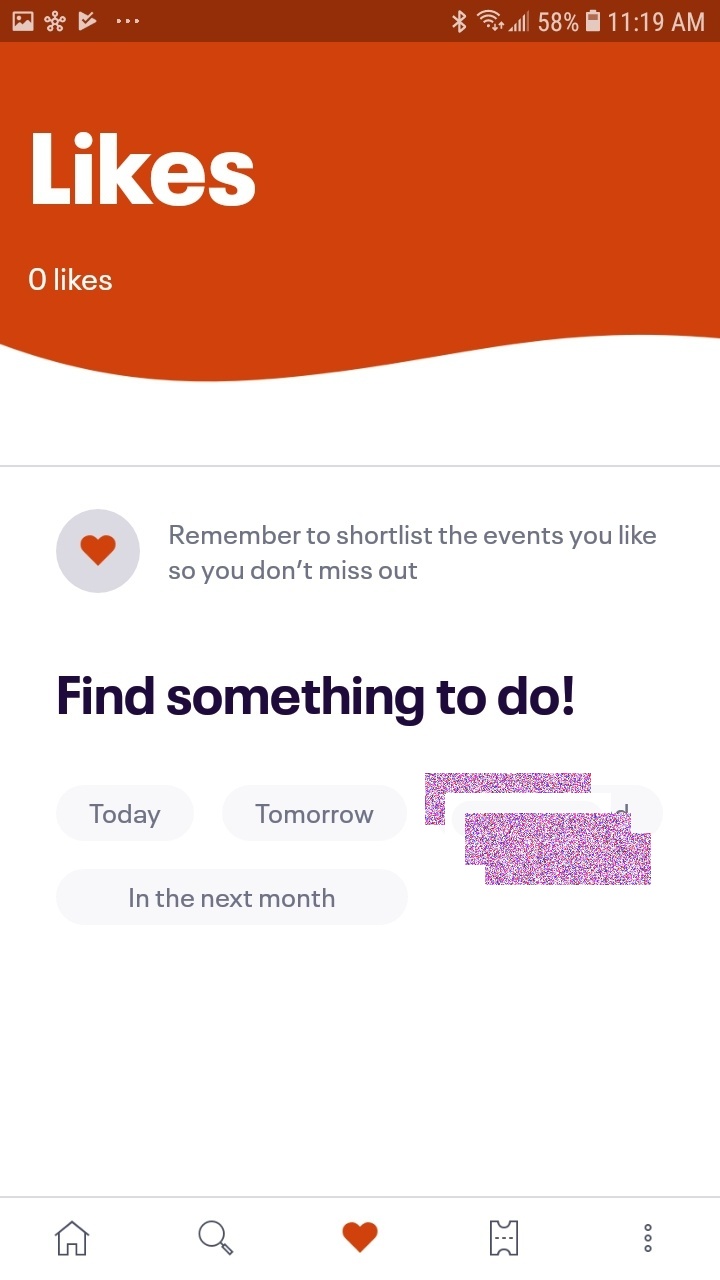 58% 11:19 AM
Likes
0 likes
Remember to shortlist the events you like
so you don't miss out
Find something to do!
Today Tomorrow
In the next month